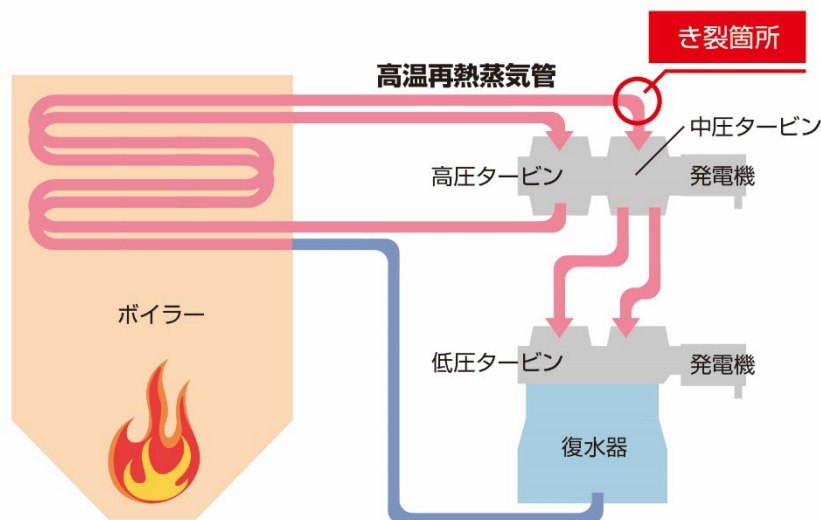 き裂箇所
高温再熱蒸気管
中圧タービン
高圧タービン
発電機
ボイラー
低圧タービン
発電機
復水器